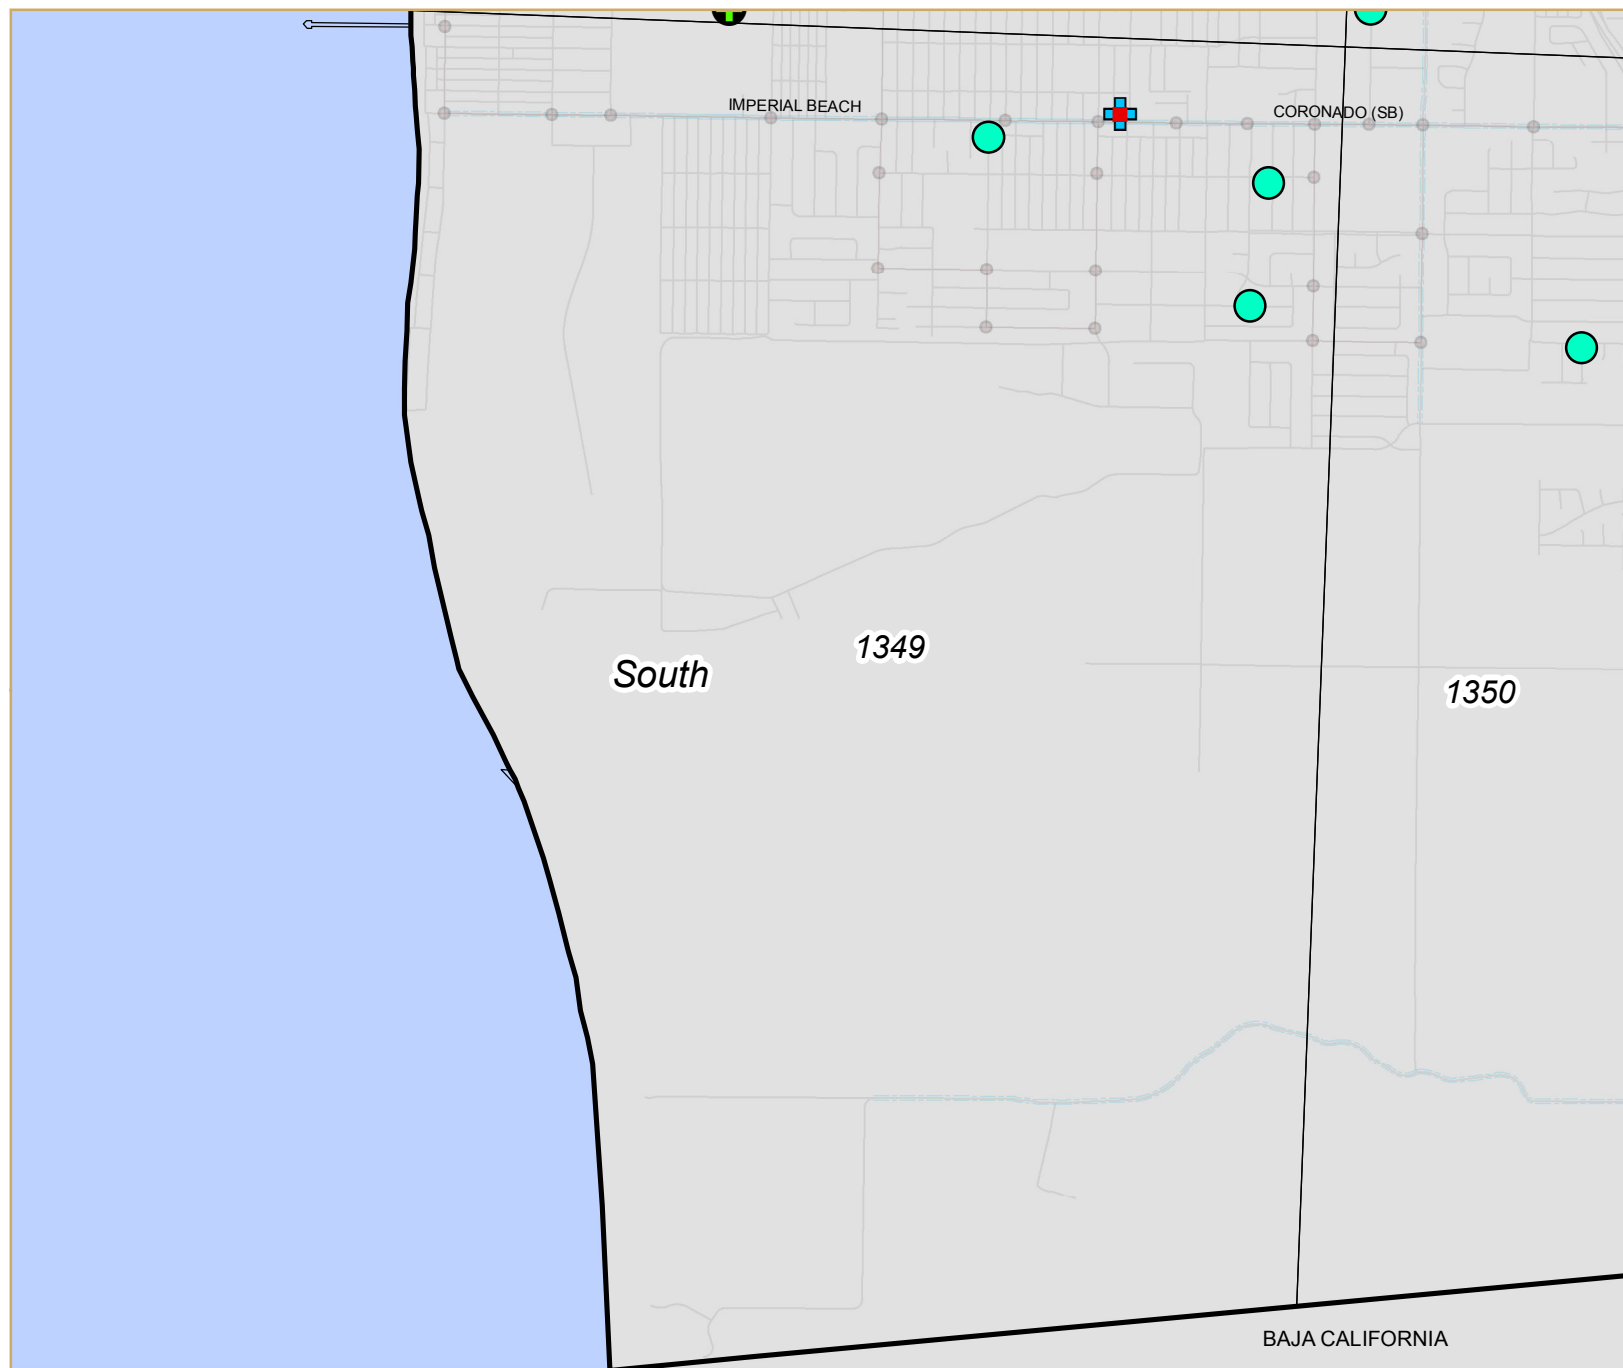 IMPERIAL BEACH
CORONADO (SB)
1349
South
1350
BAJA CALIFORNIA